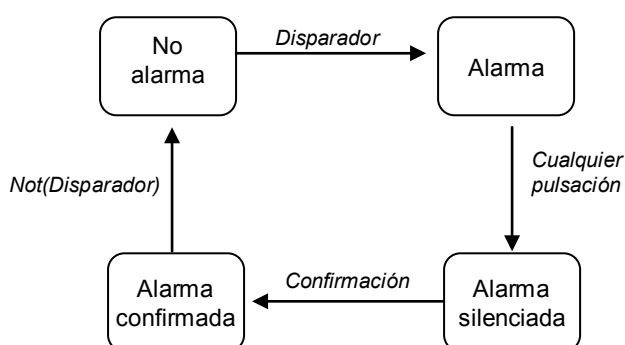 No
alarma
Disparador
Alarma
Cualquier
pulsación
Not(Disparador)
Alarma
confirmada
Confirmación
Alarma
silenciada